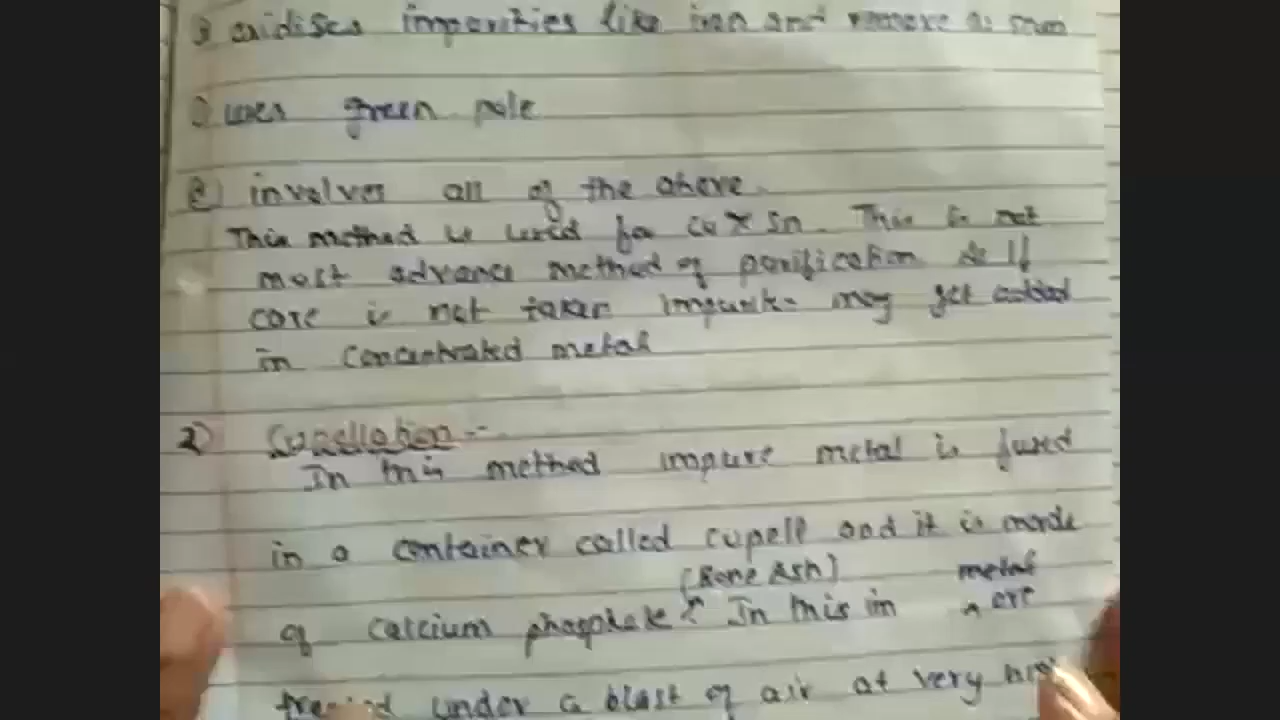 oxidises impurities like iron and remove as scum
uses green pole
e) involves all of the above.
This method is used for Cu & Sn. This is not
most advance method of purification as if
care is not taken may get added
in concentrated metal
2) Cupellation :-
In this method impure metal is fused
in a container called cupell and it is made
(Bone Ash) metal
of calcium phosphate In this in are
under a blast of air at very